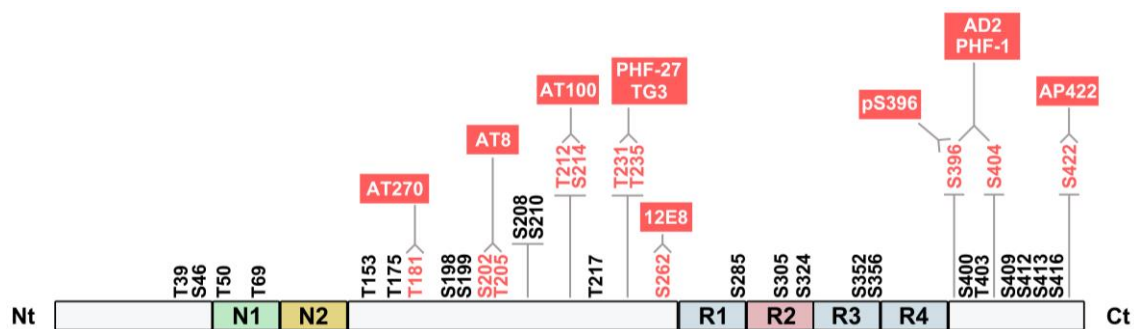 AD2
PHF-1
PHF-27
TG3
AT100
AP422
pS396
AT8
AT270
12E8
T39
S46
T50
T69
T153
T175
T181
S198
S199
S202
T205
S208
S210
T212
S214
T217
T231
T235
S262
S285
S305
S324
S352
S356
S396
S400
T403
S404
S409
S412
S413
S416
S422
Nt
N1
N2
R1
R2
R3
R4
Ct